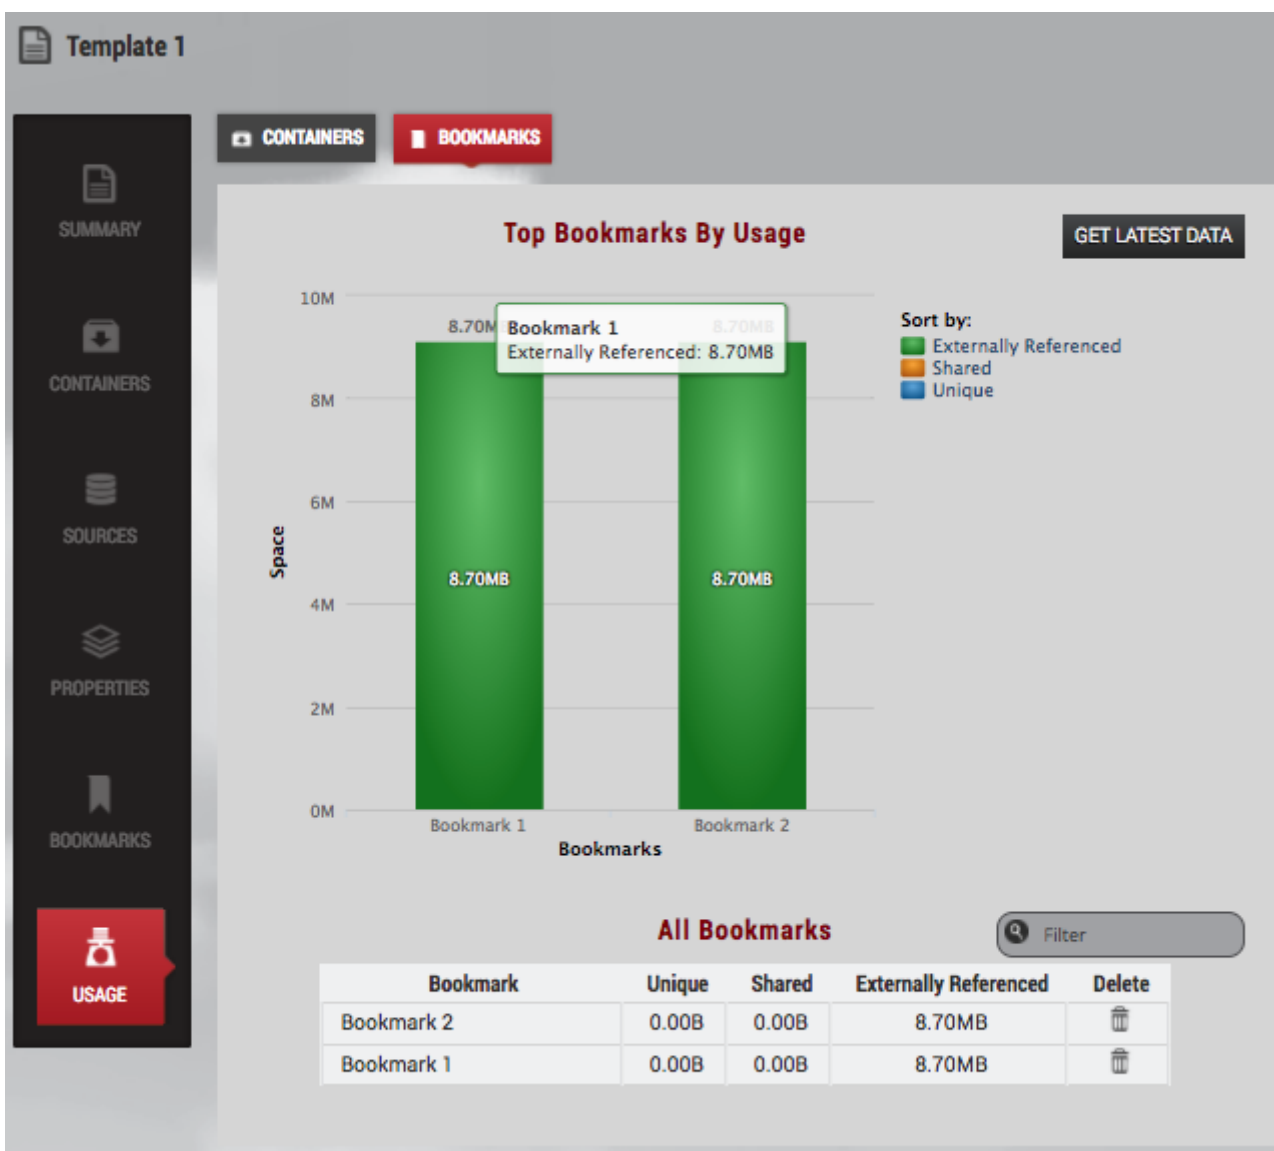 Template 1
CONTAINERS
BOOKMARKS
SUMMARY
CONTAINERS
SOURCES
PROPERTIES
BOOKMARKS
USAGE
Top Bookmarks By Usage
GET LATEST DATA
10M
8M
6M
4M
2M
0M
Space
8.70M
8.70MB
Bookmark 1
Externally Referenced: 8.70MB
8.70MB
8.70MB
Bookmark 1
Bookmark 2
Bookmarks
Sort by:
Externally Referenced
Shared
Unique
All Bookmarks
Filter
Bookmark Unique Shared Externally Referenced Delete
Bookmark 2 0.00B 0.00B 8.70MB
Bookmark 1 0.00B 0.00B 8.70MB